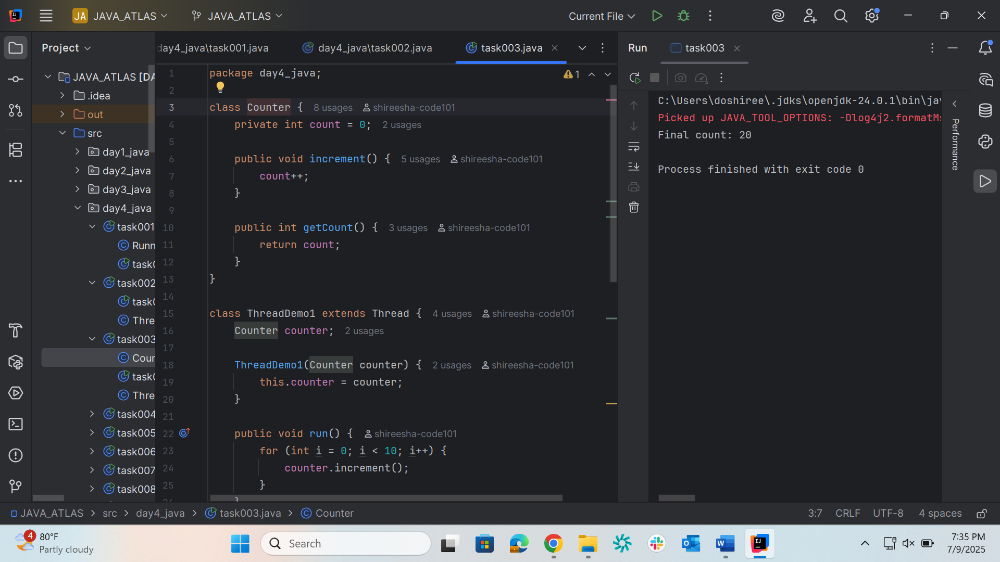 JA JAVA_ATLAS JAVA_ATLAS Current File
Project
JAVA_ATLAS [DA
.idea
out
src
day1_java
day2_java
day3_java
day4_java
task001
Runn
task0
task002
task0
Thre
task003
Coun
task0
Thre
task004
task005
task006
task007
task008
day4_java\task001.java day4_java\task002.java task003.java
1 package day4_java;
1
2
3 class Counter { 8 usages shireesha-code101
4 private int count = 0; 2 usages
5
6 public void increment() { 5 usages shireesha-code101
7 count++;
8 }
9
10 public int getCount() { 3 usages shireesha-code101
11 return count;
12 }
13 }
14
15 class ThreadDemo1 extends Thread { 4 usages shireesha-code101
16 Counter counter; 2 usages
17
18 ThreadDemo1(Counter counter) { 2 usages shireesha-code101
19 this.counter = counter;
20 }
21
22 public void run() { shireesha-code101
23 for (int i = 0; i < 10; i++) {
24 counter.increment();
25 }
Run task003
C:\Users\doshiree\.jdks\openjdk-24.0.1\bin\jav
Picked up JAVA_TOOL_OPTIONS: -Dlog4j2.formatMs
Final count: 20
Process finished with exit code 0
Performance
JAVA_ATLAS > src > day4_java > task003.java > Counter
3:7 CRLF UTF-8 4 spaces
4
80°F
Partly cloudy
Search
7:35 PM
7/9/2025